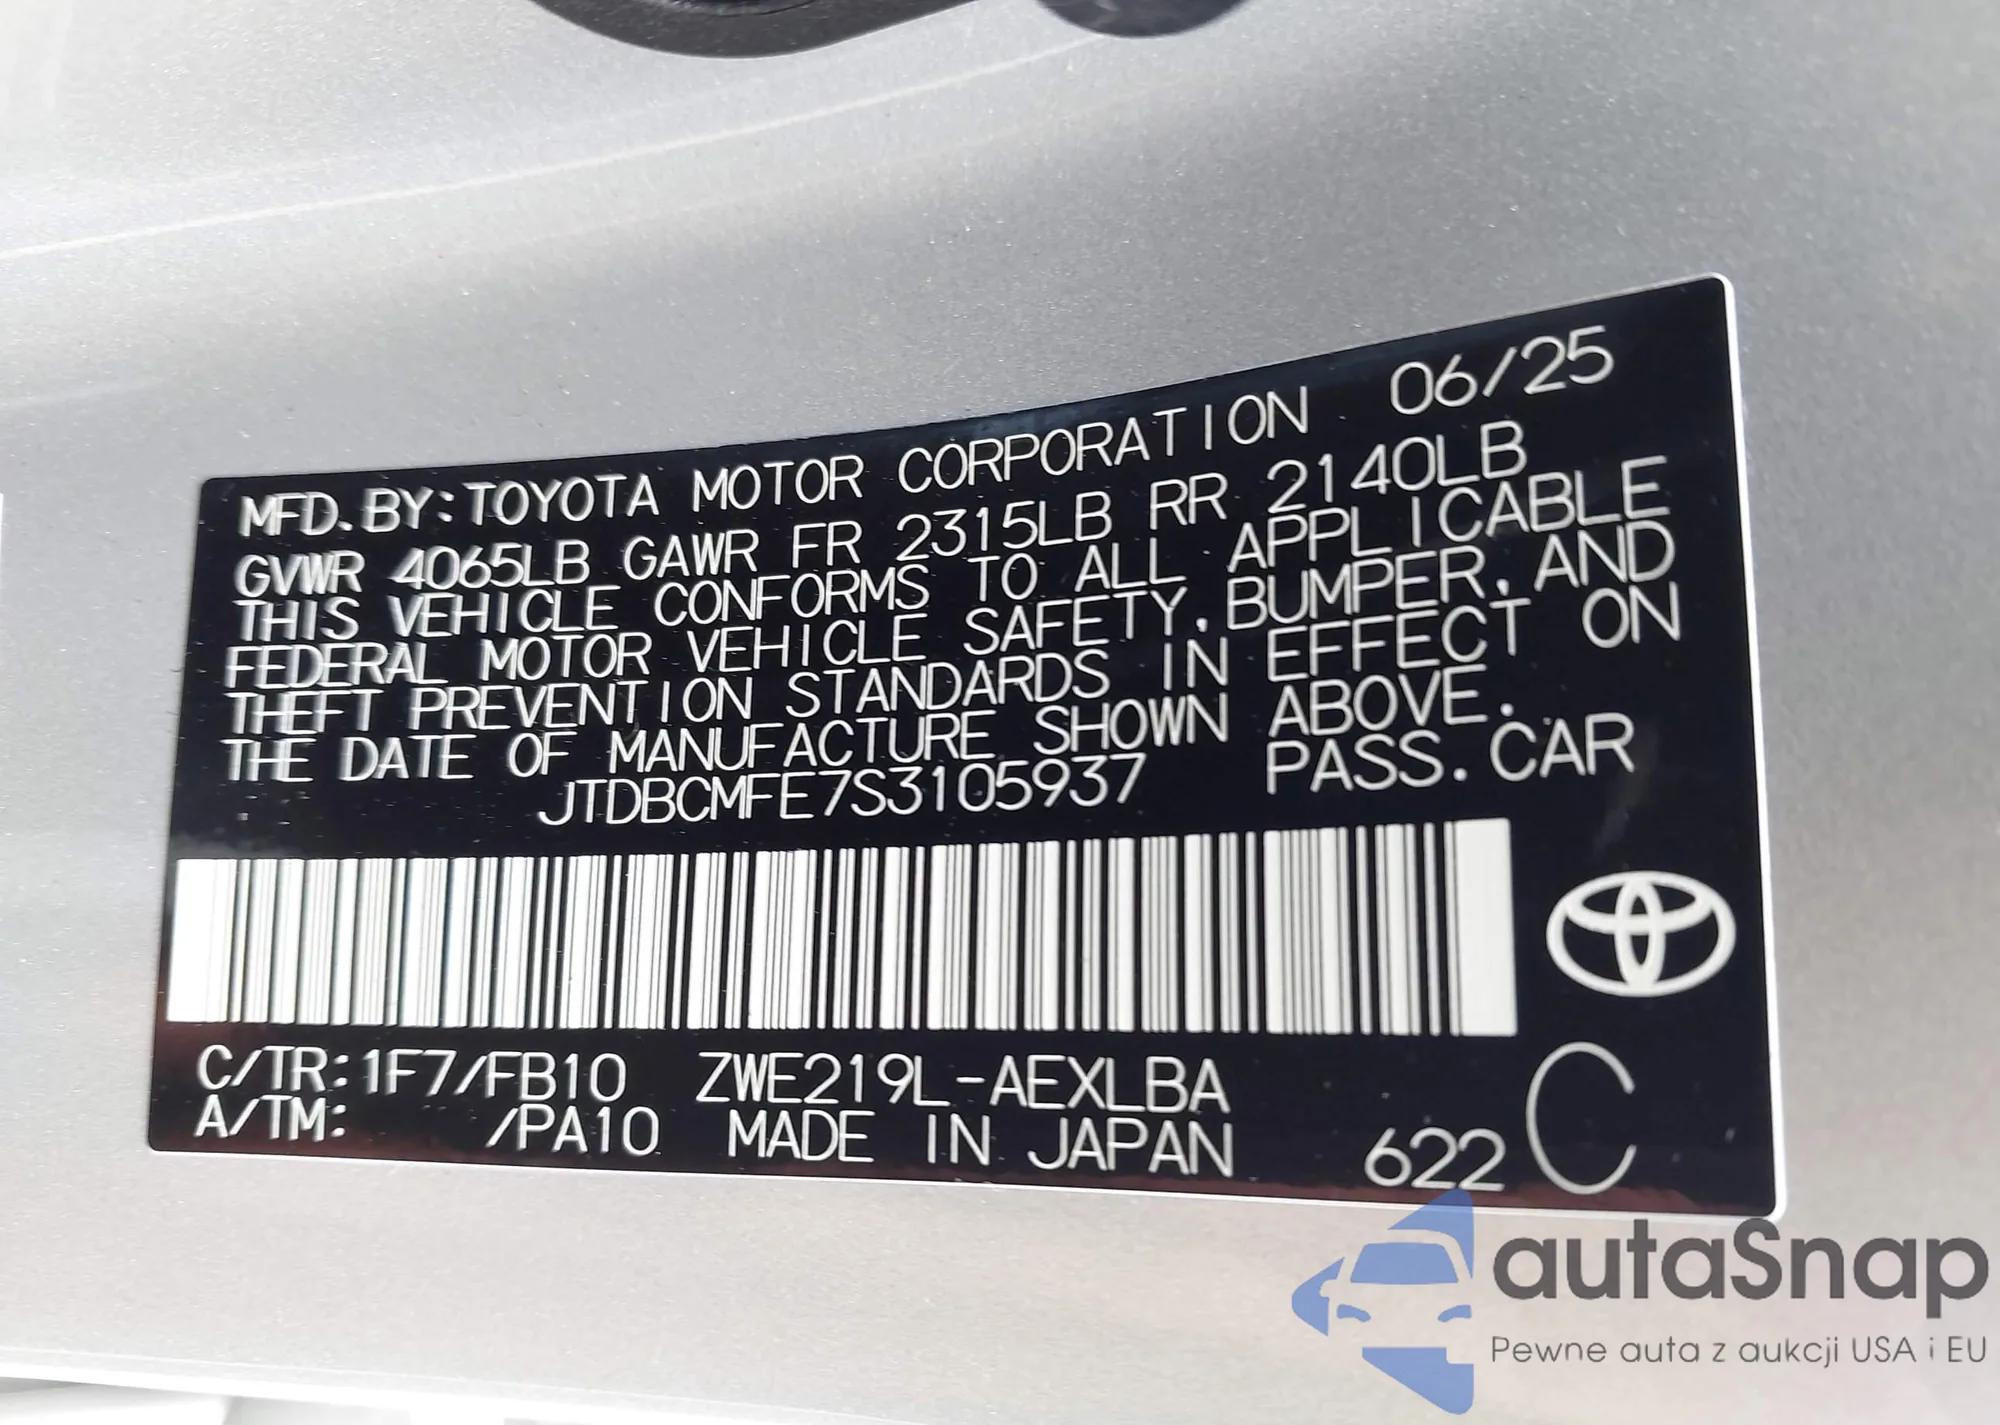 MFD. BY: TOYOTA MOTOR CORPORATION 06/25
GVWR 4065LB GAWR FR 2315LB RR 2140LB
THIS VEHICLE CONFORMS TO ALL APPLICABLE
FEDERAL MOTOR VEHICLE SAFETY, BUMPER, AND
THEFT PREVENTION STANDARDS IN EFFECT ON
THE DATE OF MANUFACTURE SHOWN ABOVE.
JTDBCMFE7S3105937 PASS. CAR
C/TR: 1F7/FB10 ZWE219L-AEXLBA
A/TM: /PA10 MADE IN JAPAN 622 C
autaSnap
Pewne auta z aukcji USA i EU